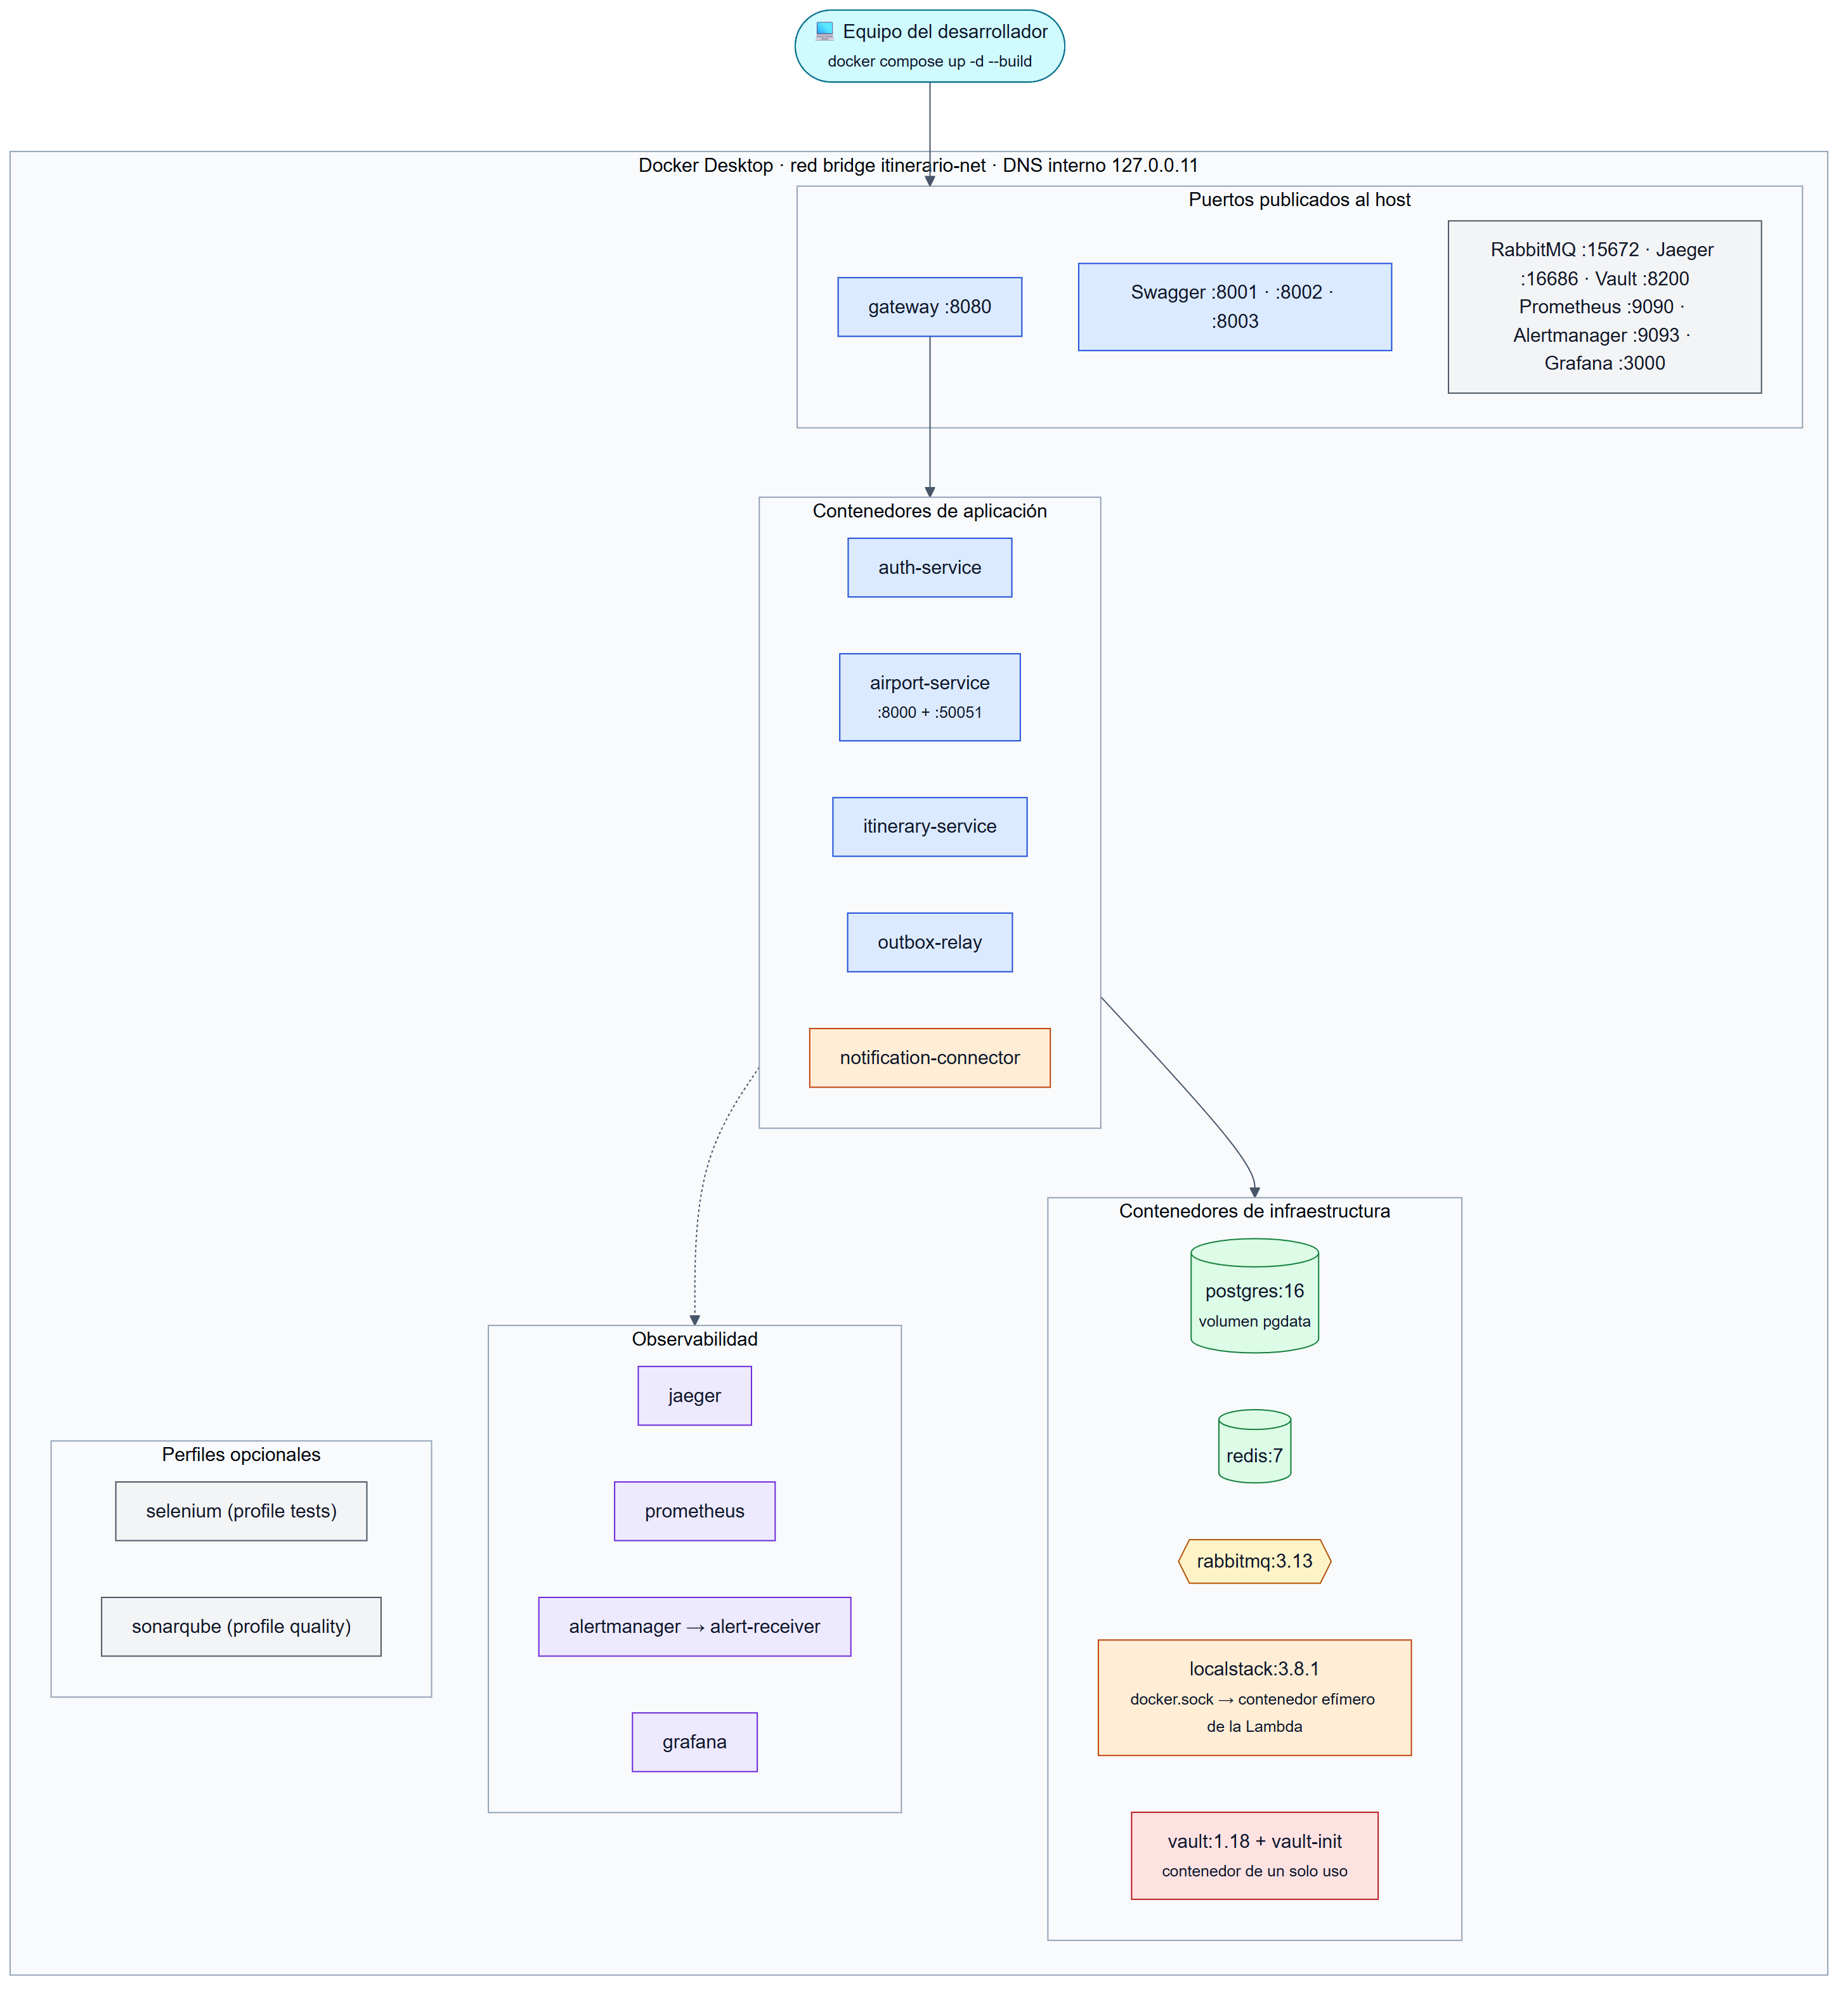 💻 Equipo del desarrollador
docker compose up -d --build
Docker Desktop · red bridge itinerario-net · DNS interno 127.0.0.11
Puertos publicados al host
gateway :8080
Swagger :8001 · :8002 ·
:8003
RabbitMQ :15672 · Jaeger
:16686 · Vault :8200
Prometheus :9090 ·
Alertmanager :9093 ·
Grafana :3000
Contenedores de aplicación
auth-service
airport-service
:8000 + :50051
itinerary-service
outbox-relay
notification-connector
Contenedores de infraestructura
postgres:16
volumen pgdata
redis:7
rabbitmq:3.13
localstack:3.8.1
docker.sock → contenedor efímero
de la Lambda
vault:1.18 + vault-init
contenedor de un solo uso
Observabilidad
jaeger
prometheus
alertmanager → alert-receiver
grafana
Perfiles opcionales
selenium (profile tests)
sonarqube (profile quality)